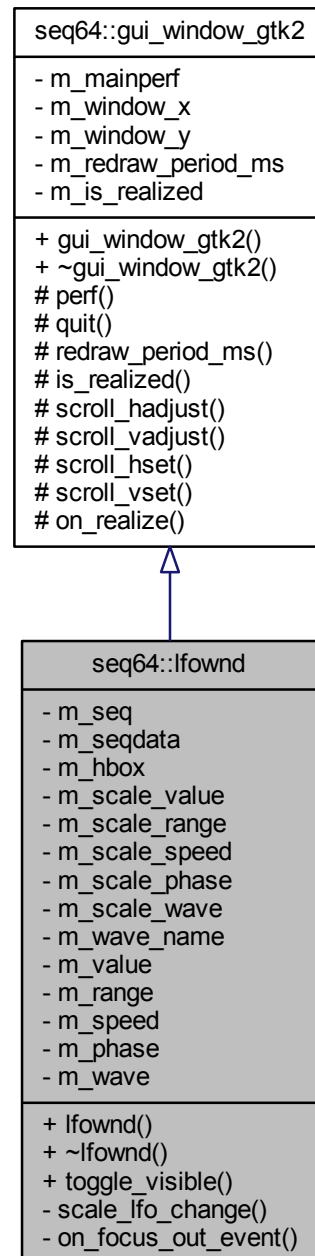 seq64::gui_window_gtk2
- m_mainperf
- m_window_x
- m_window_y
- m_redraw_period_ms
- m_is_realized
+ gui_window_gtk2()
+ ~gui_window_gtk2()
# perf()
# quit()
# redraw_period_ms()
# is_realized()
# scroll_hadjust()
# scroll_vadjust()
# scroll_hset()
# scroll_vset()
# on_realize()
seq64::lfownd
- m_seq
- m_seqdata
- m_hbox
- m_scale_value
- m_scale_range
- m_scale_speed
- m_scale_phase
- m_scale_wave
- m_wave_name
- m_value
- m_range
- m_speed
- m_phase
- m_wave
+ lfownd()
+ ~lfownd()
+ toggle_visible()
- scale_lfo_change()
- on_focus_out_event()